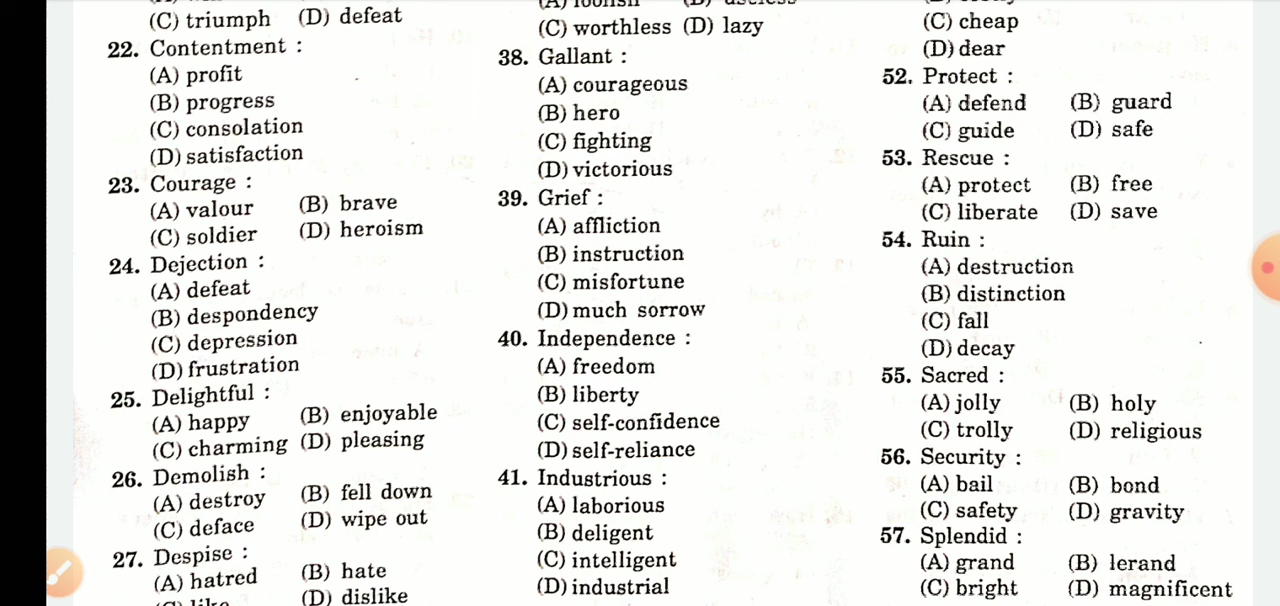 (C) triumph (D) defeat
22. Contentment :
(A) profit
(B) progress
(C) consolation
(D) satisfaction
23. Courage :
(A) valour (B) brave
(C) soldier (D) heroism
24. Dejection :
(A) defeat
(B) despondency
(C) depression
(D) frustration
25. Delightful :
(A) happy (B) enjoyable
(C) charming (D) pleasing
26. Demolish :
(A) destroy (B) fell down
(C) deface (D) wipe out
27. Despise :
(A) hatred (B) hate
(C) like (D) dislike
(A) foolish (B) useless
(C) worthless (D) lazy
38. Gallant :
(A) courageous
(B) hero
(C) fighting
(D) victorious
39. Grief :
(A) affliction
(B) instruction
(C) misfortune
(D) much sorrow
40. Independence :
(A) freedom
(B) liberty
(C) self-confidence
(D) self-reliance
41. Industrious :
(A) laborious
(B) deligent
(C) intelligent
(D) industrial
(C) cheap
(D) dear
52. Protect :
(A) defend (B) guard
(C) guide (D) safe
53. Rescue :
(A) protect (B) free
(C) liberate (D) save
54. Ruin :
(A) destruction
(B) distinction
(C) fall
(D) decay
55. Sacred :
(A) jolly (B) holy
(C) trolly (D) religious
56. Security :
(A) bail (B) bond
(C) safety (D) gravity
57. Splendid :
(A) grand (B) lerand
(C) bright (D) magnificent